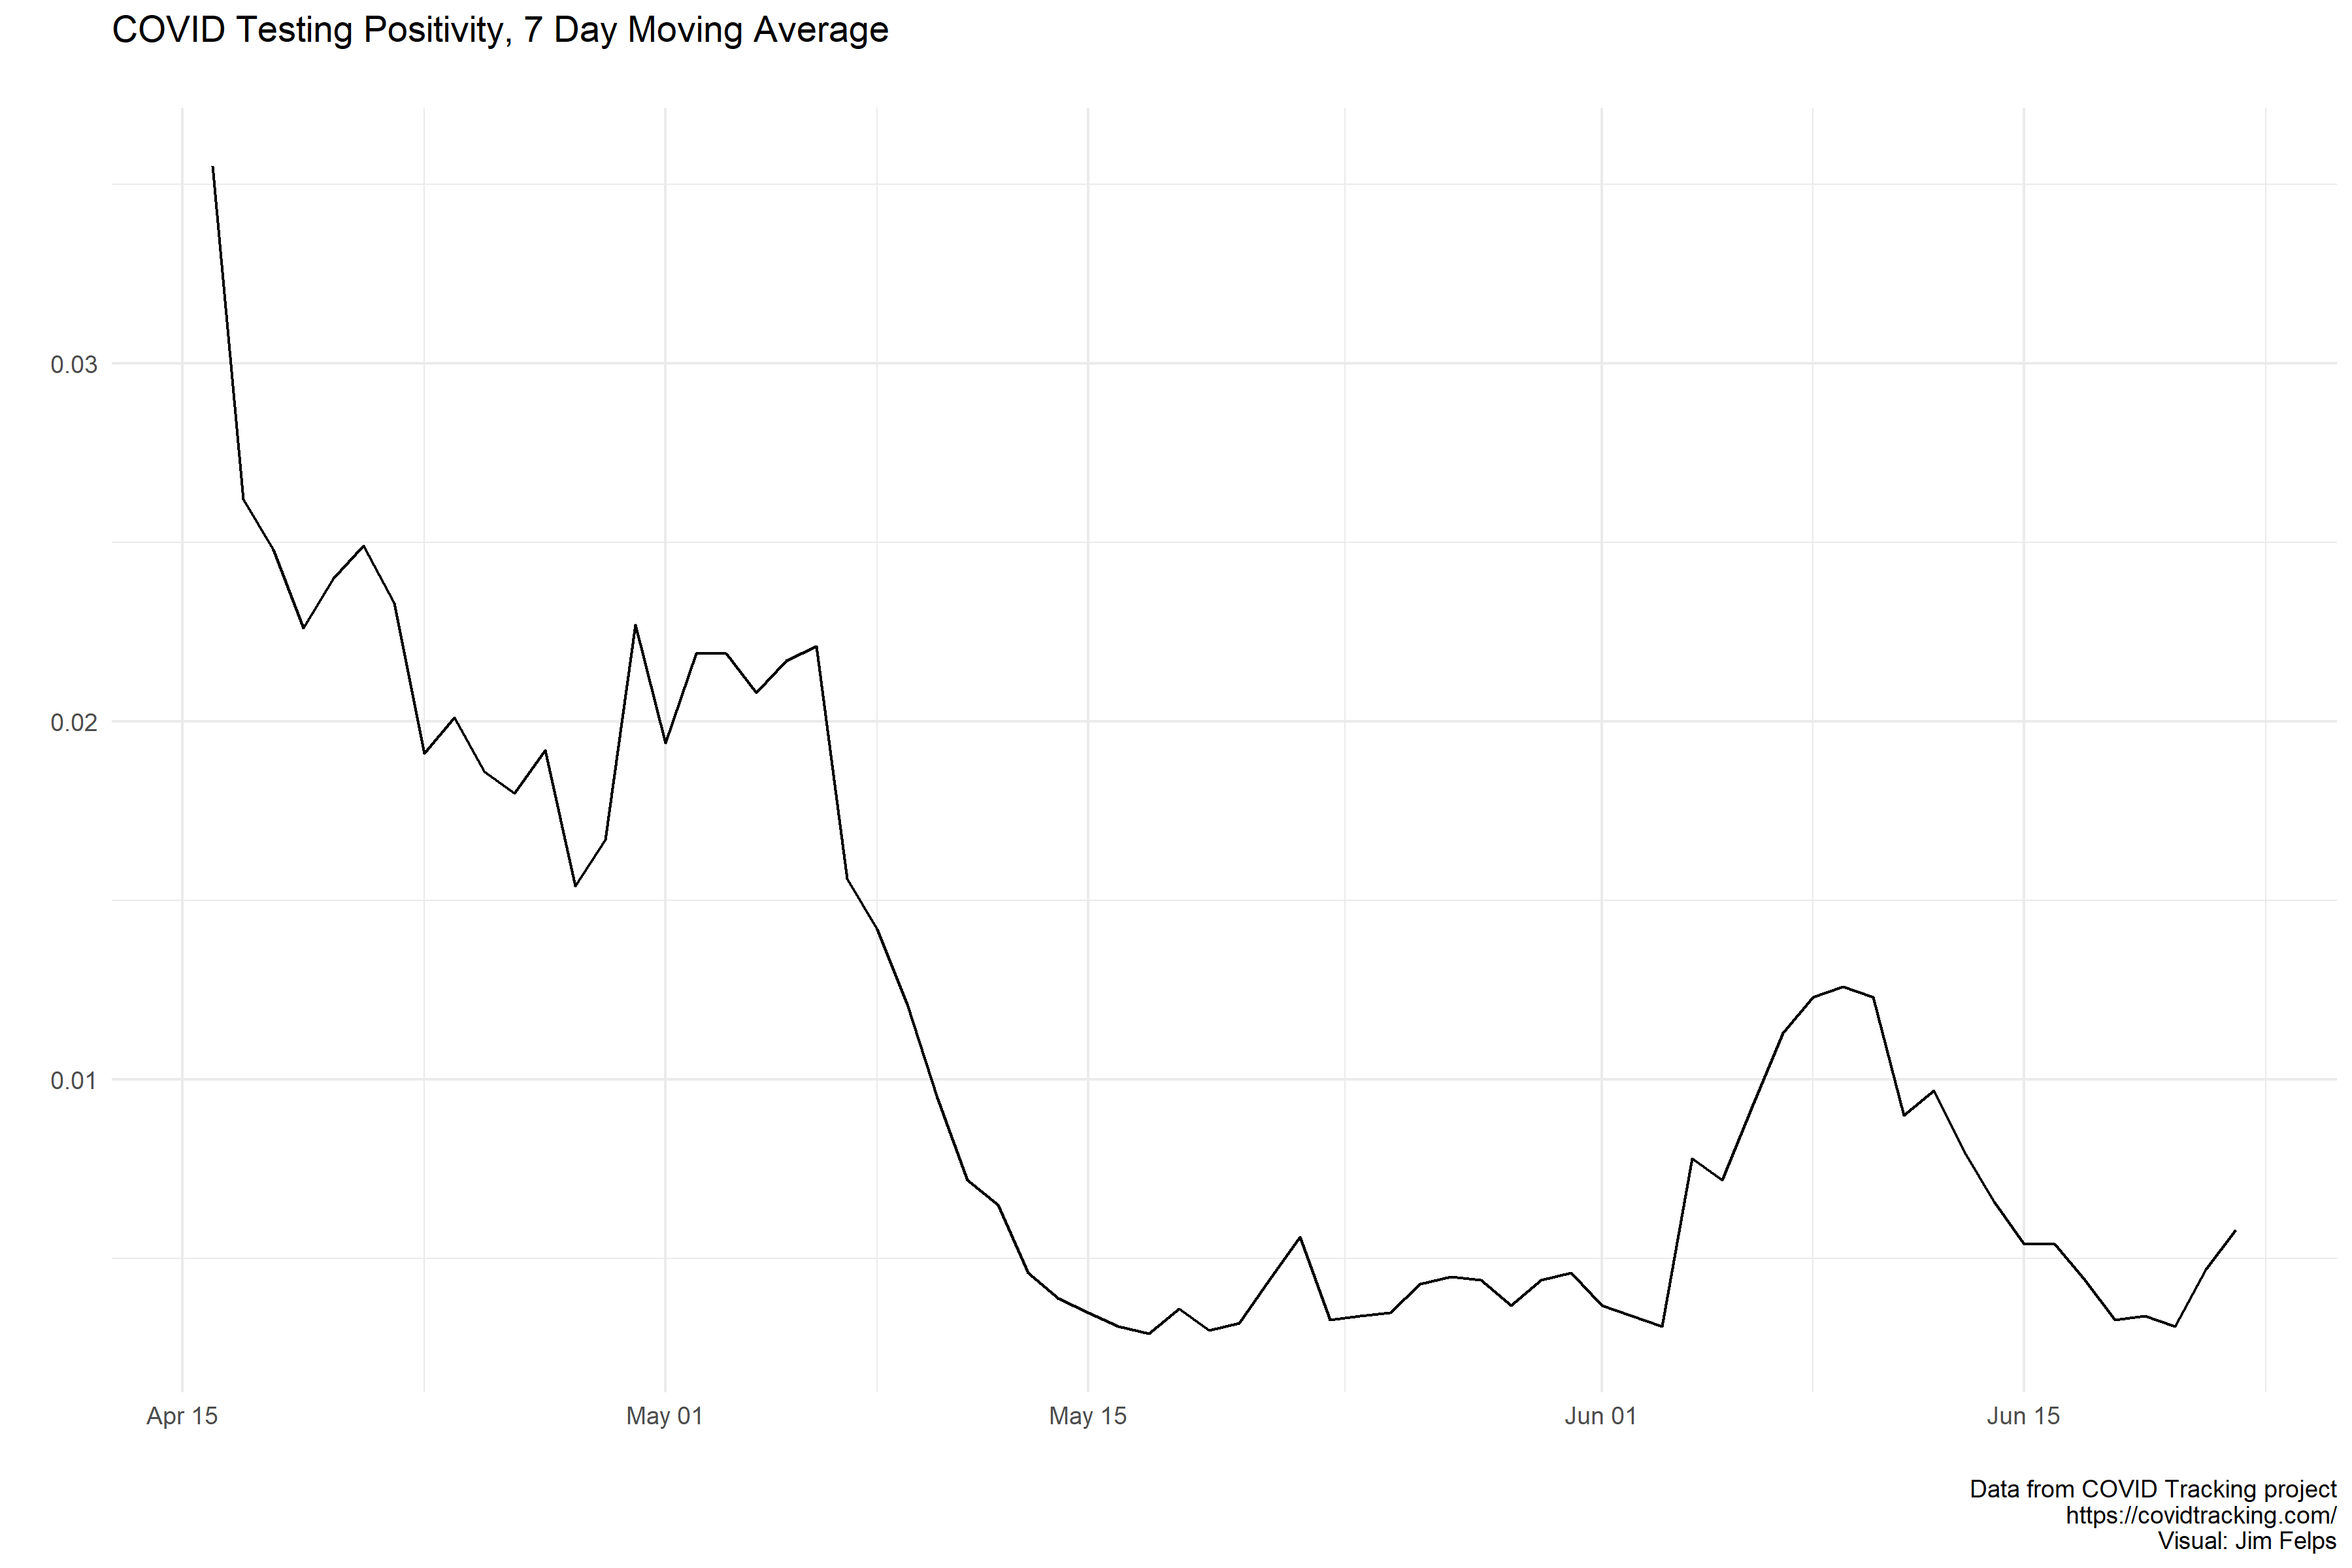 COVID Testing Positivity, 7 Day Moving Average
0.03
0.02
0.01
Apr 15
May 01
May 15
Jun 01
Jun 15
Data from COVID Tracking project
https://covidtracking.com/
Visual: Jim Felps